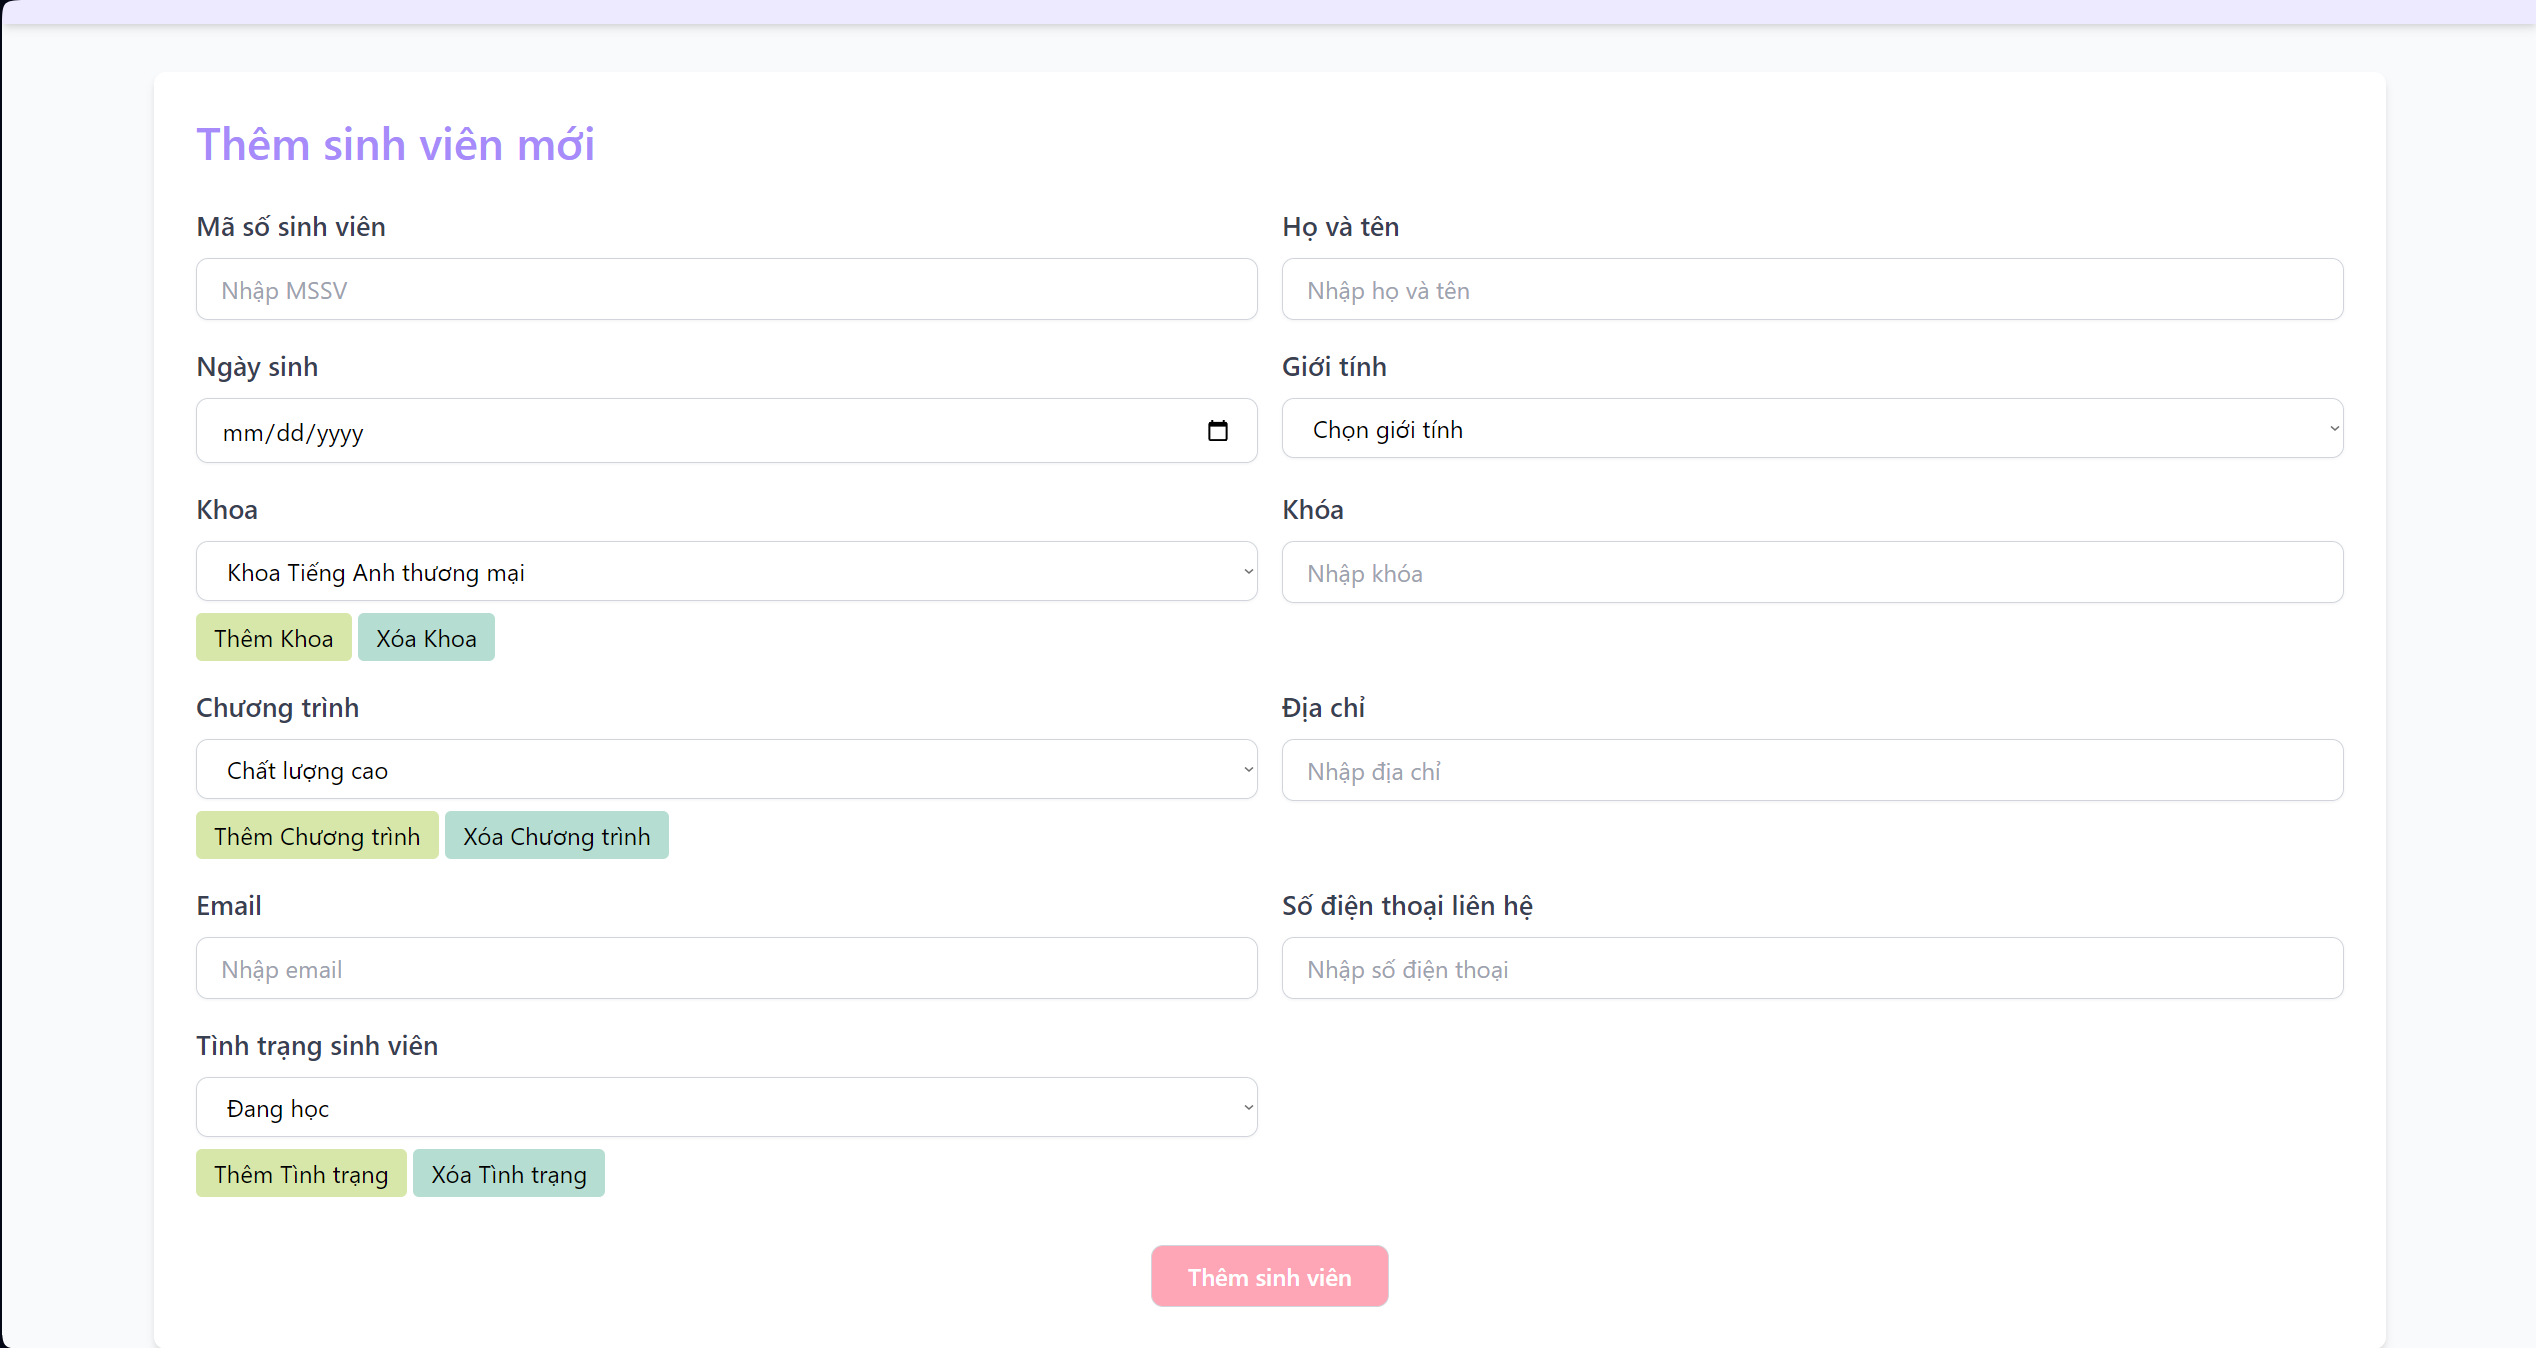 Thêm sinh viên mới
Mã số sinh viên
Họ và tên
Nhập MSSV
Nhập họ và tên
Ngày sinh
Giới tính
mm/dd/yyyy
Chọn giới tính
Khoa
Khóa
Khoa Tiếng Anh thương mại
Nhập khóa
Thêm Khoa
Xóa Khoa
Chương trình
Địa chỉ
Chất lượng cao
Nhập địa chỉ
Thêm Chương trình
Xóa Chương trình
Email
Số điện thoại liên hệ
Nhập email
Nhập số điện thoại
Tình trạng sinh viên
Đang học
Thêm Tình trạng
Xóa Tình trạng
Thêm sinh viên